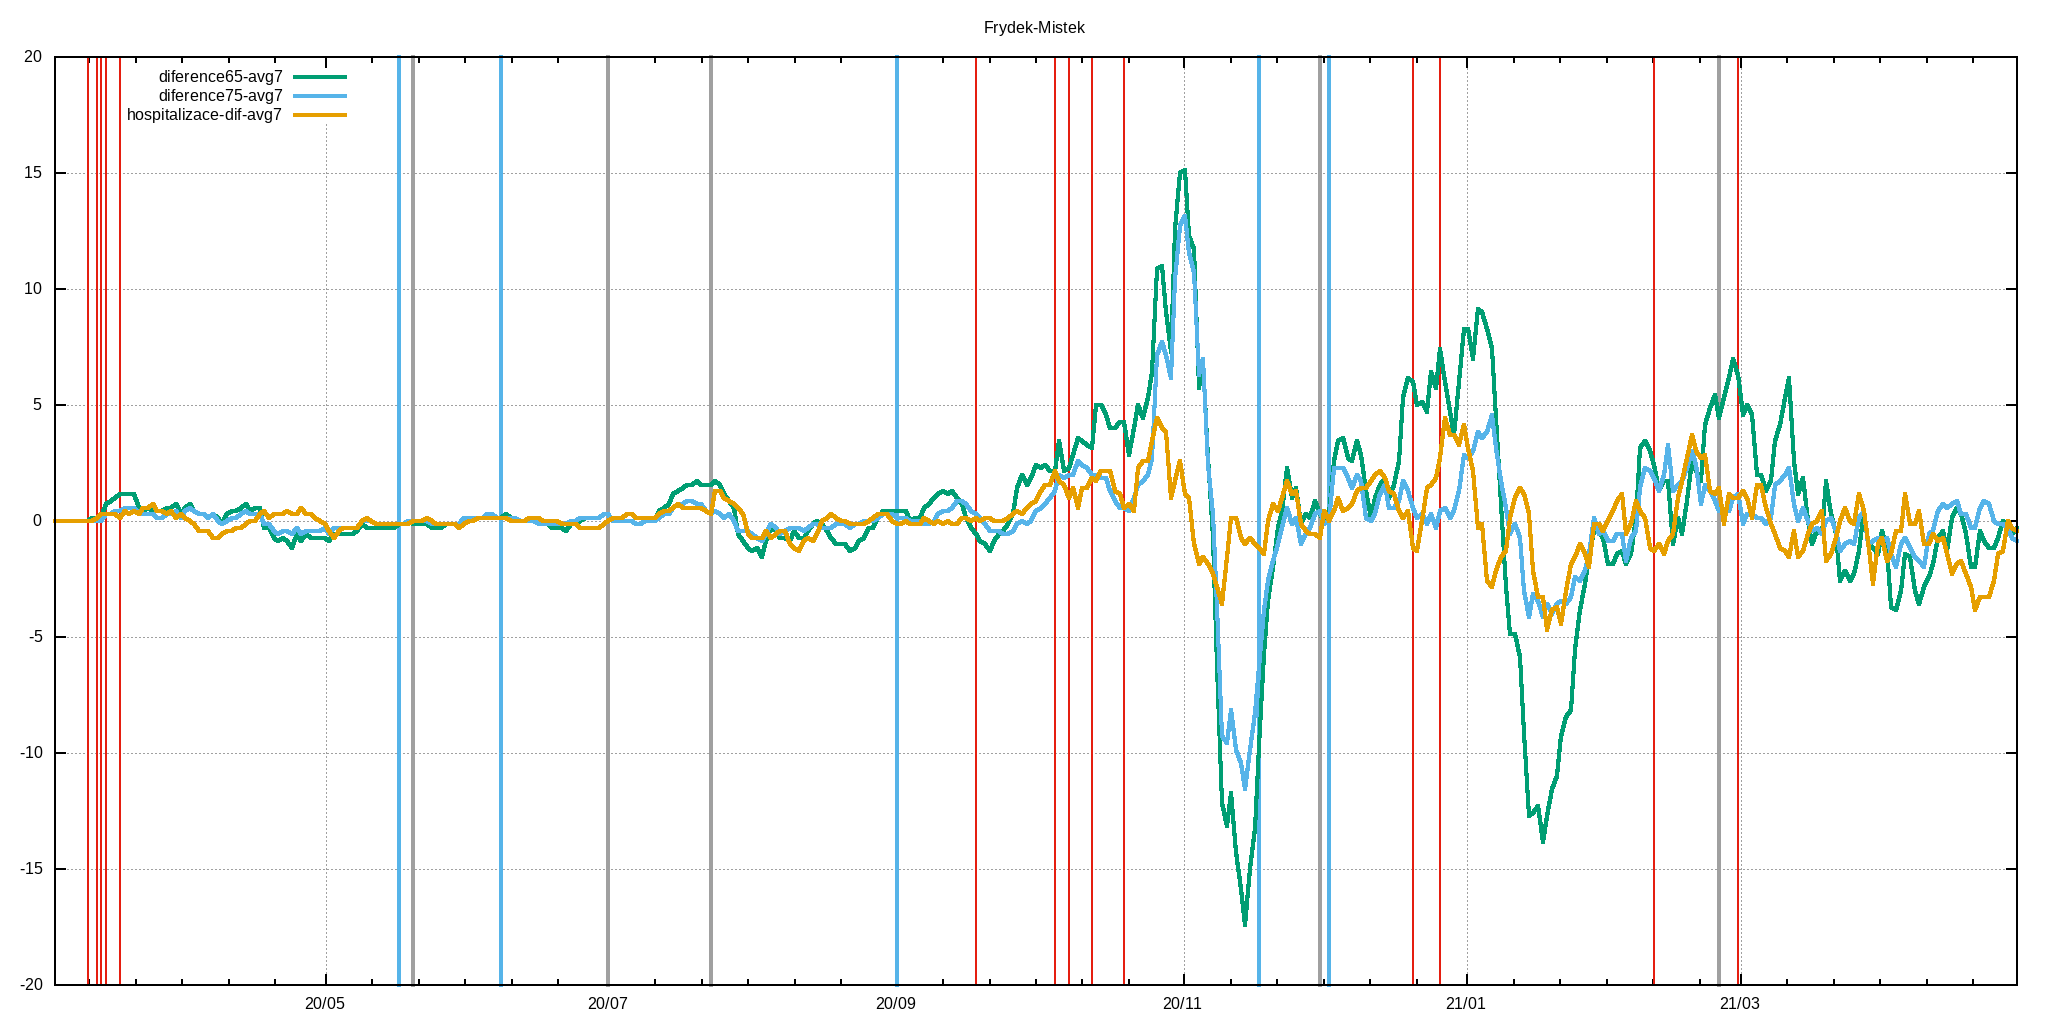 Frydek-Mistek
diference65-avg7
diference75-avg7
hospitalizace-dif-avg7
20
15
10
5
0
-5
-10
-15
-20
20/05 20/07 20/09 20/11 21/01 21/03